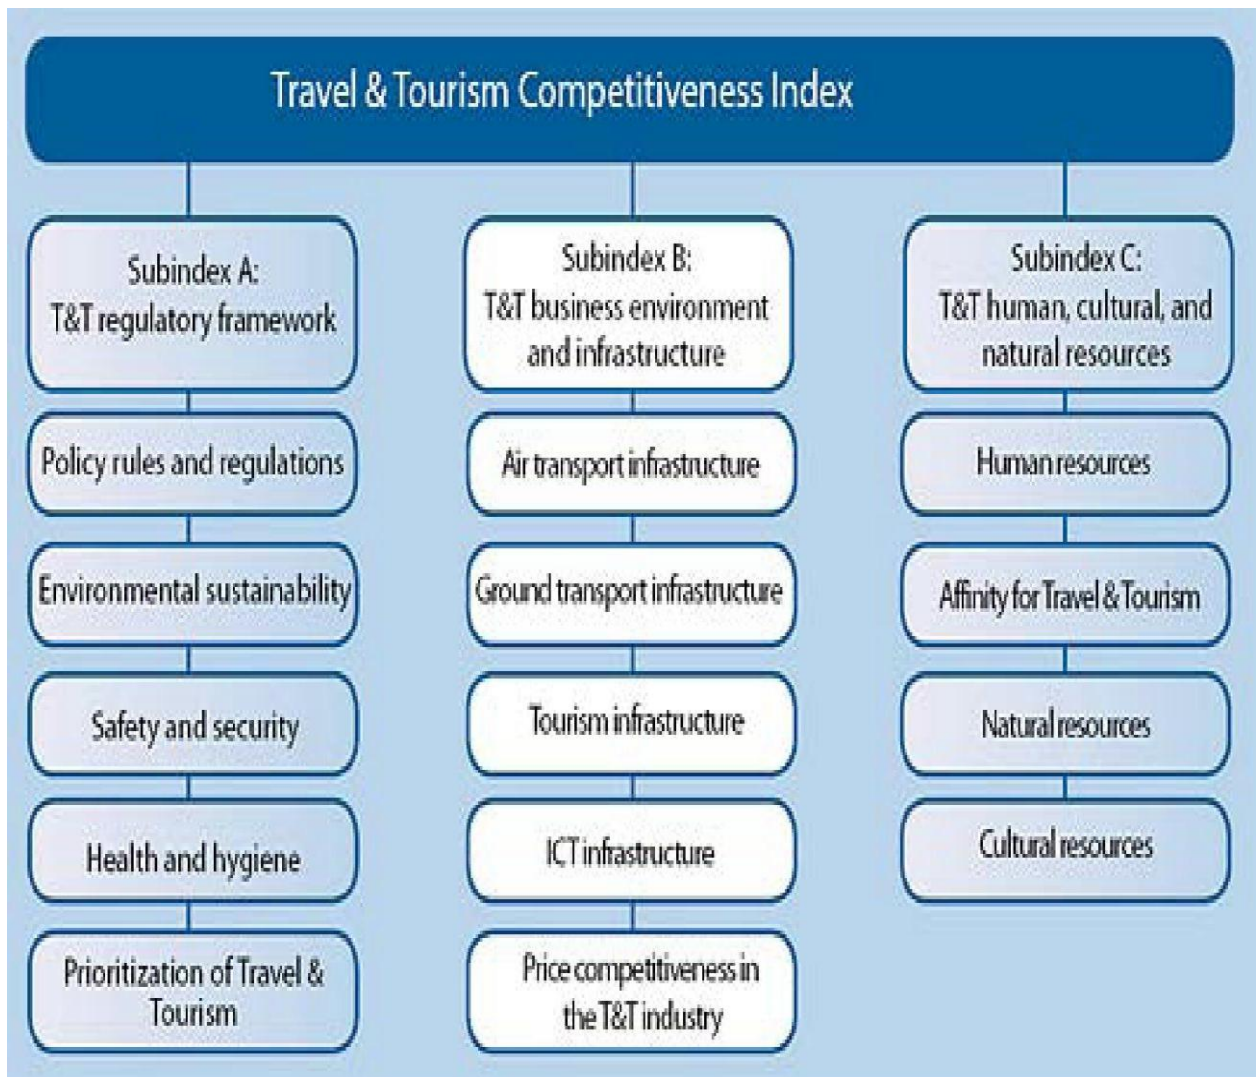 Travel & Tourism Competitiveness Index
Subindex A:
T&T regulatory framework
Policy rules and regulations
Environmental sustainability
Safety and security
Health and hygiene
Prioritization of Travel &
Tourism
Subindex B:
T&T business environment
and infrastructure
Air transport infrastructure
Ground transport infrastructure
Tourism infrastructure
ICT infrastructure
Price competitiveness in
the T&T industry
Subindex C:
T&T human, cultural, and
natural resources
Human resources
Affinity for Travel & Tourism
Natural resources
Cultural resources